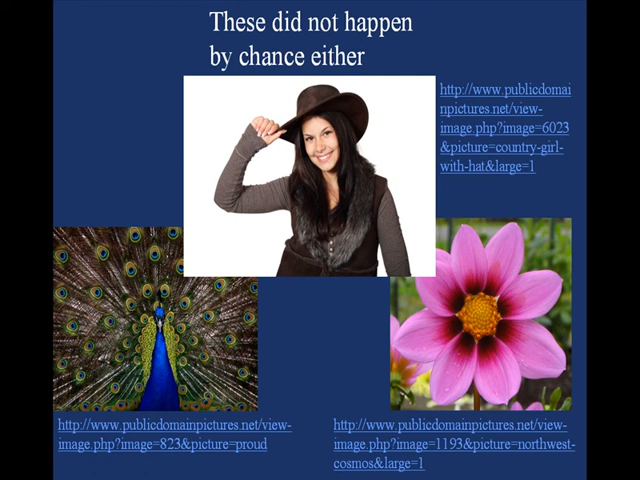 These did not happen
by chance either
http://www.publicdomai
npictures.net/view-
image.php?image=6023
&picture=country-girl-
with-hat&large=1
http://www.publicdomainpictures.net/view-
image.php?image=823&picture=proud
http://www.publicdomainpictures.net/view-
image.php?image=1193&picture=northwest-
cosmos&large=1